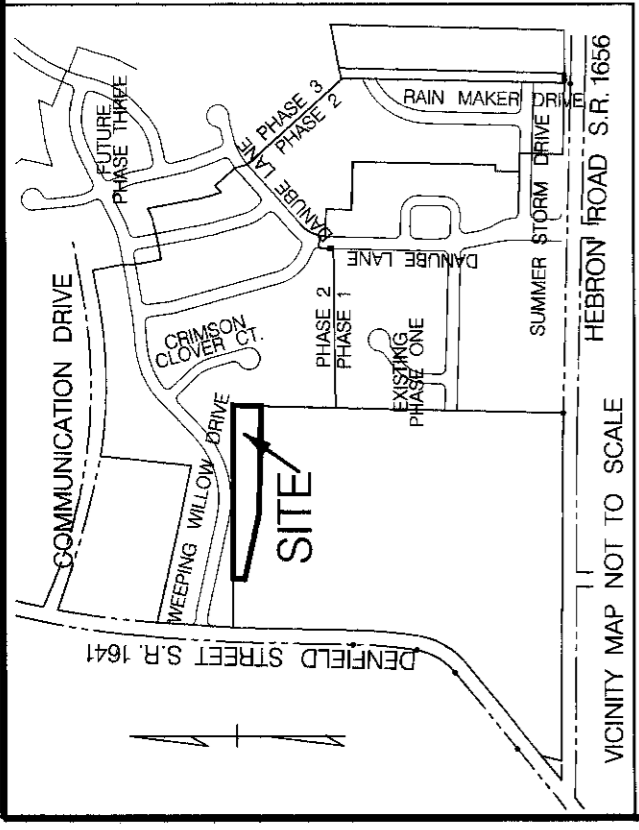 COMMUNICATION DRIVE
FUTURE
PHASE THREE
DANUBE LANE PHASE 3
PHASE 2
RAIN MAKER DRIVE
CRIMSON
CLOVER CT.
DANUBE LANE
DANUBE LANE
SUMMER STORM DRIVE
HEBRON ROAD S.R. 1656
PHASE 2
PHASE 1
EXISTING
PHASE ONE
WEEPING WILLOW DRIVE
SITE
DENFIELD STREET S.R. 1641
VICINITY MAP NOT TO SCALE